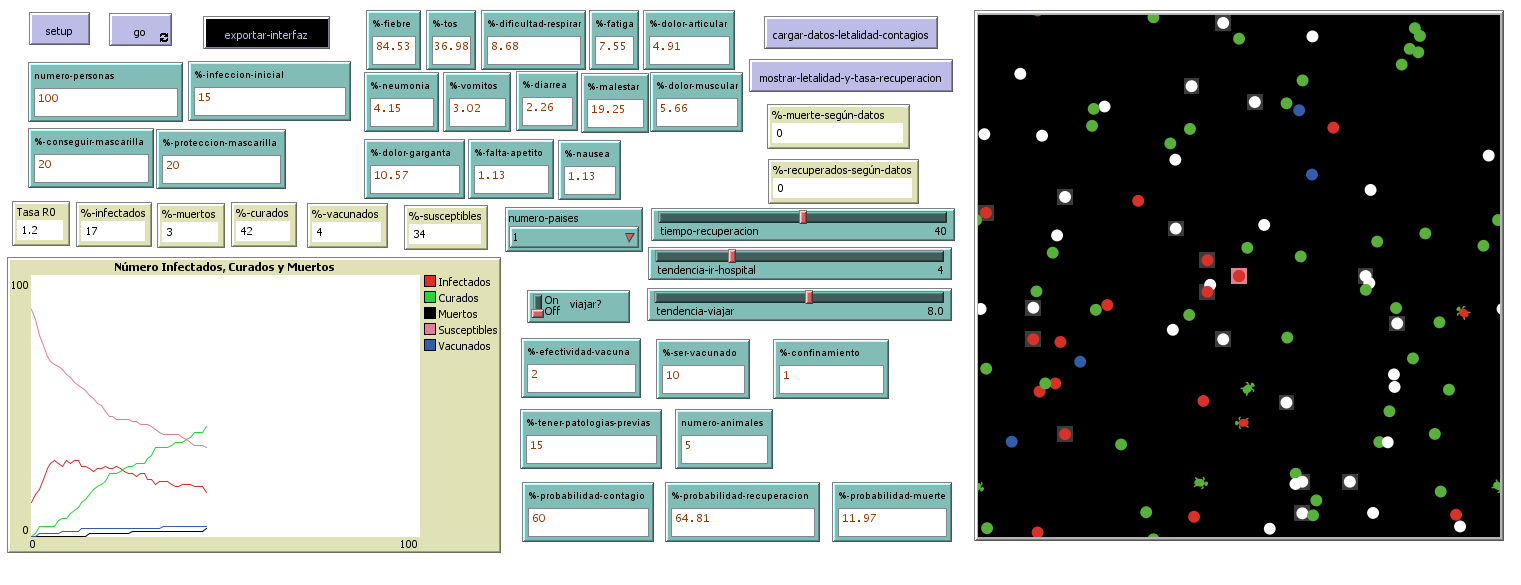 setup
go
exportar-interfaz
numero-personas
100
%-infeccion-inicial
15
%-conseguir-mascarilla
20
%-proteccion-mascarilla
20
%-fiebre
84.53
%-tos
36.98
%-dificultad-respirar
8.68
%-fatiga
7.55
%-dolor-articular
4.91
%-neumonia
4.15
%-vomitos
3.02
%-diarrea
2.26
%-malestar
19.25
%-dolor-muscular
5.66
%-dolor-garganta
10.57
%-falta-apetito
1.13
%-nausea
1.13
cargar-datos-letalidad-contagios
mostrar-letalidad-y-tasa-recuperacion
%-muerte-según-datos
0
%-recuperados-según-datos
0
Tasa R0
1.2
%-infectados
17
%-muertos
3
%-curados
42
%-vacunados
4
%-susceptibles
34
numero-paises
1
tiempo-recuperacion 40
tendencia-ir-hospital 4
On
Off
viajar?
tendencia-viajar 8.0
Número Infectados, Curados y Muertos
100
0
0
100
Infectados
Curados
Muertos
Susceptibles
Vacunados
%-efectividad-vacuna
2
%-ser-vacunado
10
%-confinamiento
1
%-tener-patologias-previas
15
numero-animales
5
%-probabilidad-contagio
60
%-probabilidad-recuperacion
64.81
%-probabilidad-muerte
11.97